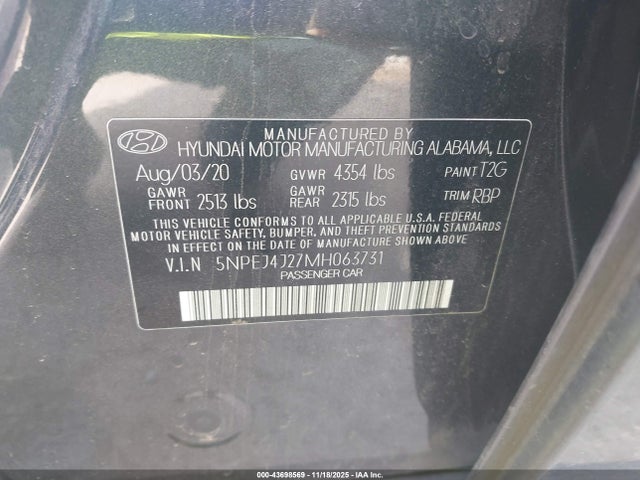 MANUFACTURED BY
HYUNDAI MOTOR MANUFACTURING ALABAMA, LLC
Aug/03/20 GVWR 4354 lbs PAINT T2G
GAWR FRONT 2513 lbs GAWR REAR 2315 lbs TRIM RBP
THIS VEHICLE CONFORMS TO ALL APPLICABLE U.S.A. FEDERAL
MOTOR VEHICLE SAFETY, BUMPER, AND THEFT PREVENTION STANDARDS
IN EFFECT ON THE DATE OF MANUFACTURE SHOWN ABOVE
V.I.N 5NPEJ4J27MH063731
PASSENGER CAR
000-43698569 - 11/18/2025 - IAA Inc.